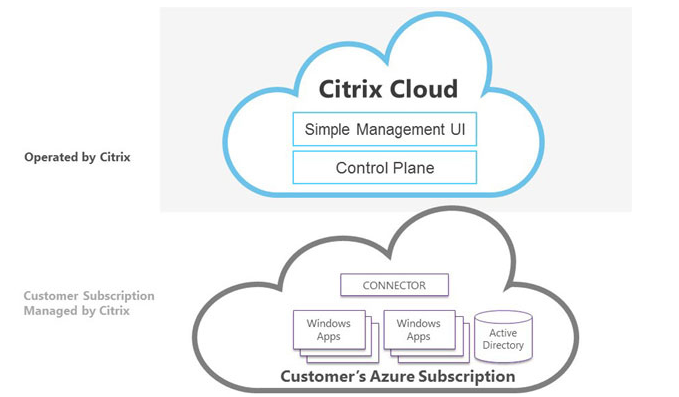 Citrix Cloud
Simple Management UI
Operated by Citrix
Control Plane
CONNECTOR
Customer Subscription
Managed by Citrix
Windows
Apps
Windows
Apps
Active
Directory
Customer's Azure Subscription